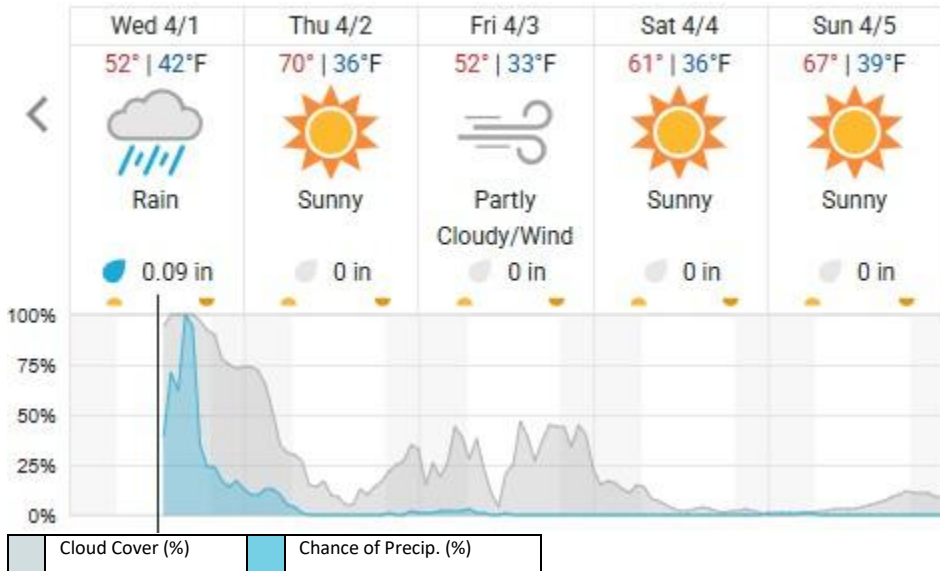 Wed 4/1 Thu 4/2 Fri 4/3 Sat 4/4 Sun 4/5
52° | 42°F 70° | 36°F 52° | 33°F 61° | 36°F 67° | 39°F
Rain Sunny Partly Sunny Sunny
Cloudy/Wind
0.09 in 0 in 0 in 0 in 0 in
100%
75%
50%
25%
0%
Cloud Cover (%) Chance of Precip. (%)